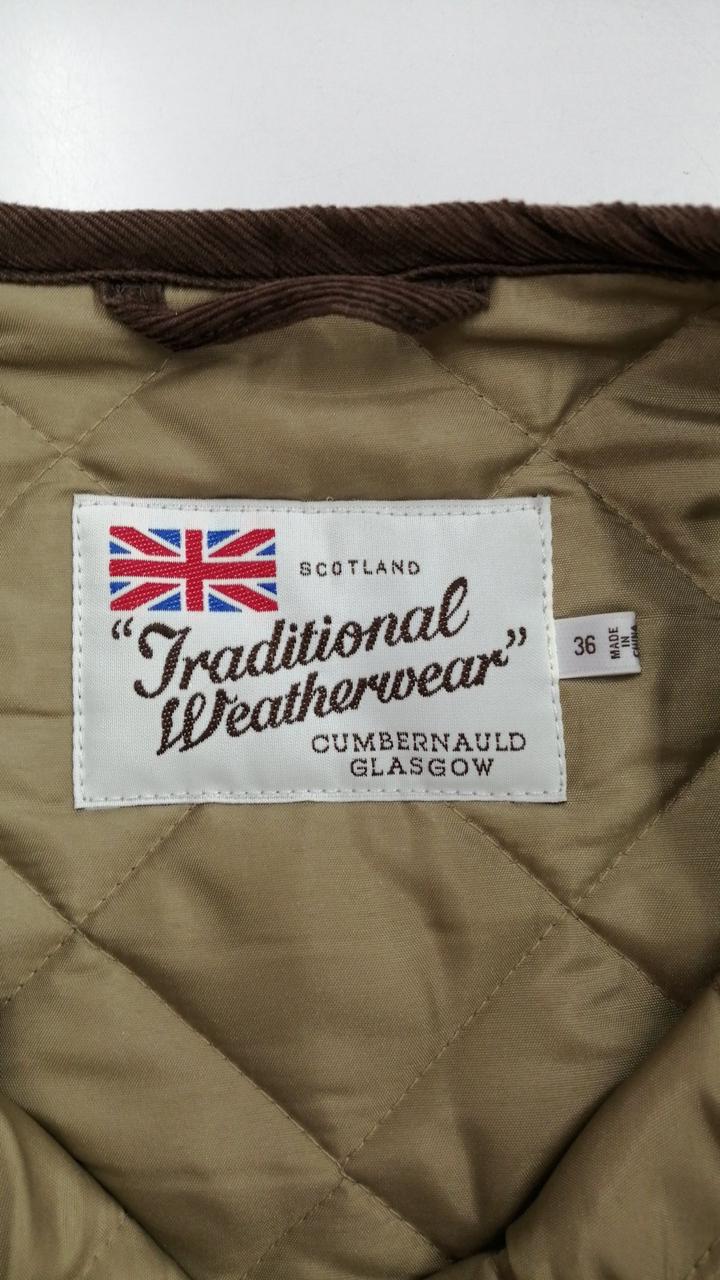 SCOTLAND
“Traditional
Weatherwear”
CUMBERNAULD
GLASGOW
36
MADE
IN
CHINA